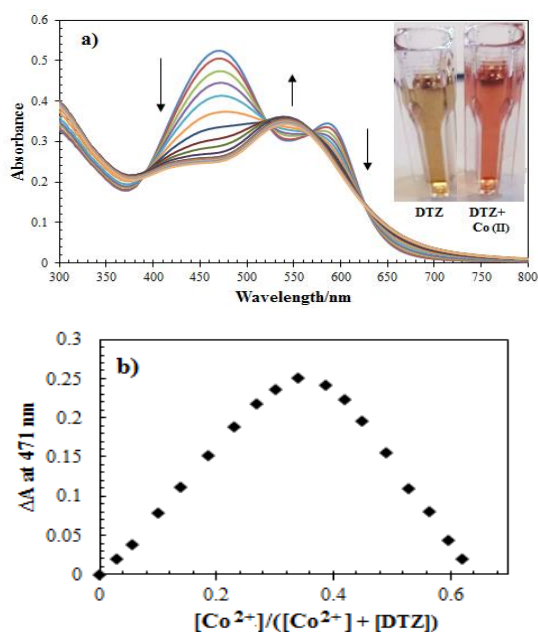 a)
Absorbance
0.6
0.5
0.4
0.3
0.2
0.1
0
300 350 400 450 500 550 600 650 700 750 800
Wavelength/nm
DTZ
DTZ+
Co (II)
b)
ΔA at 471 nm
0.3
0.25
0.2
0.15
0.1
0.05
0
0 0.2 0.4 0.6
[Co²⁺]/([Co²⁺] + [DTZ])